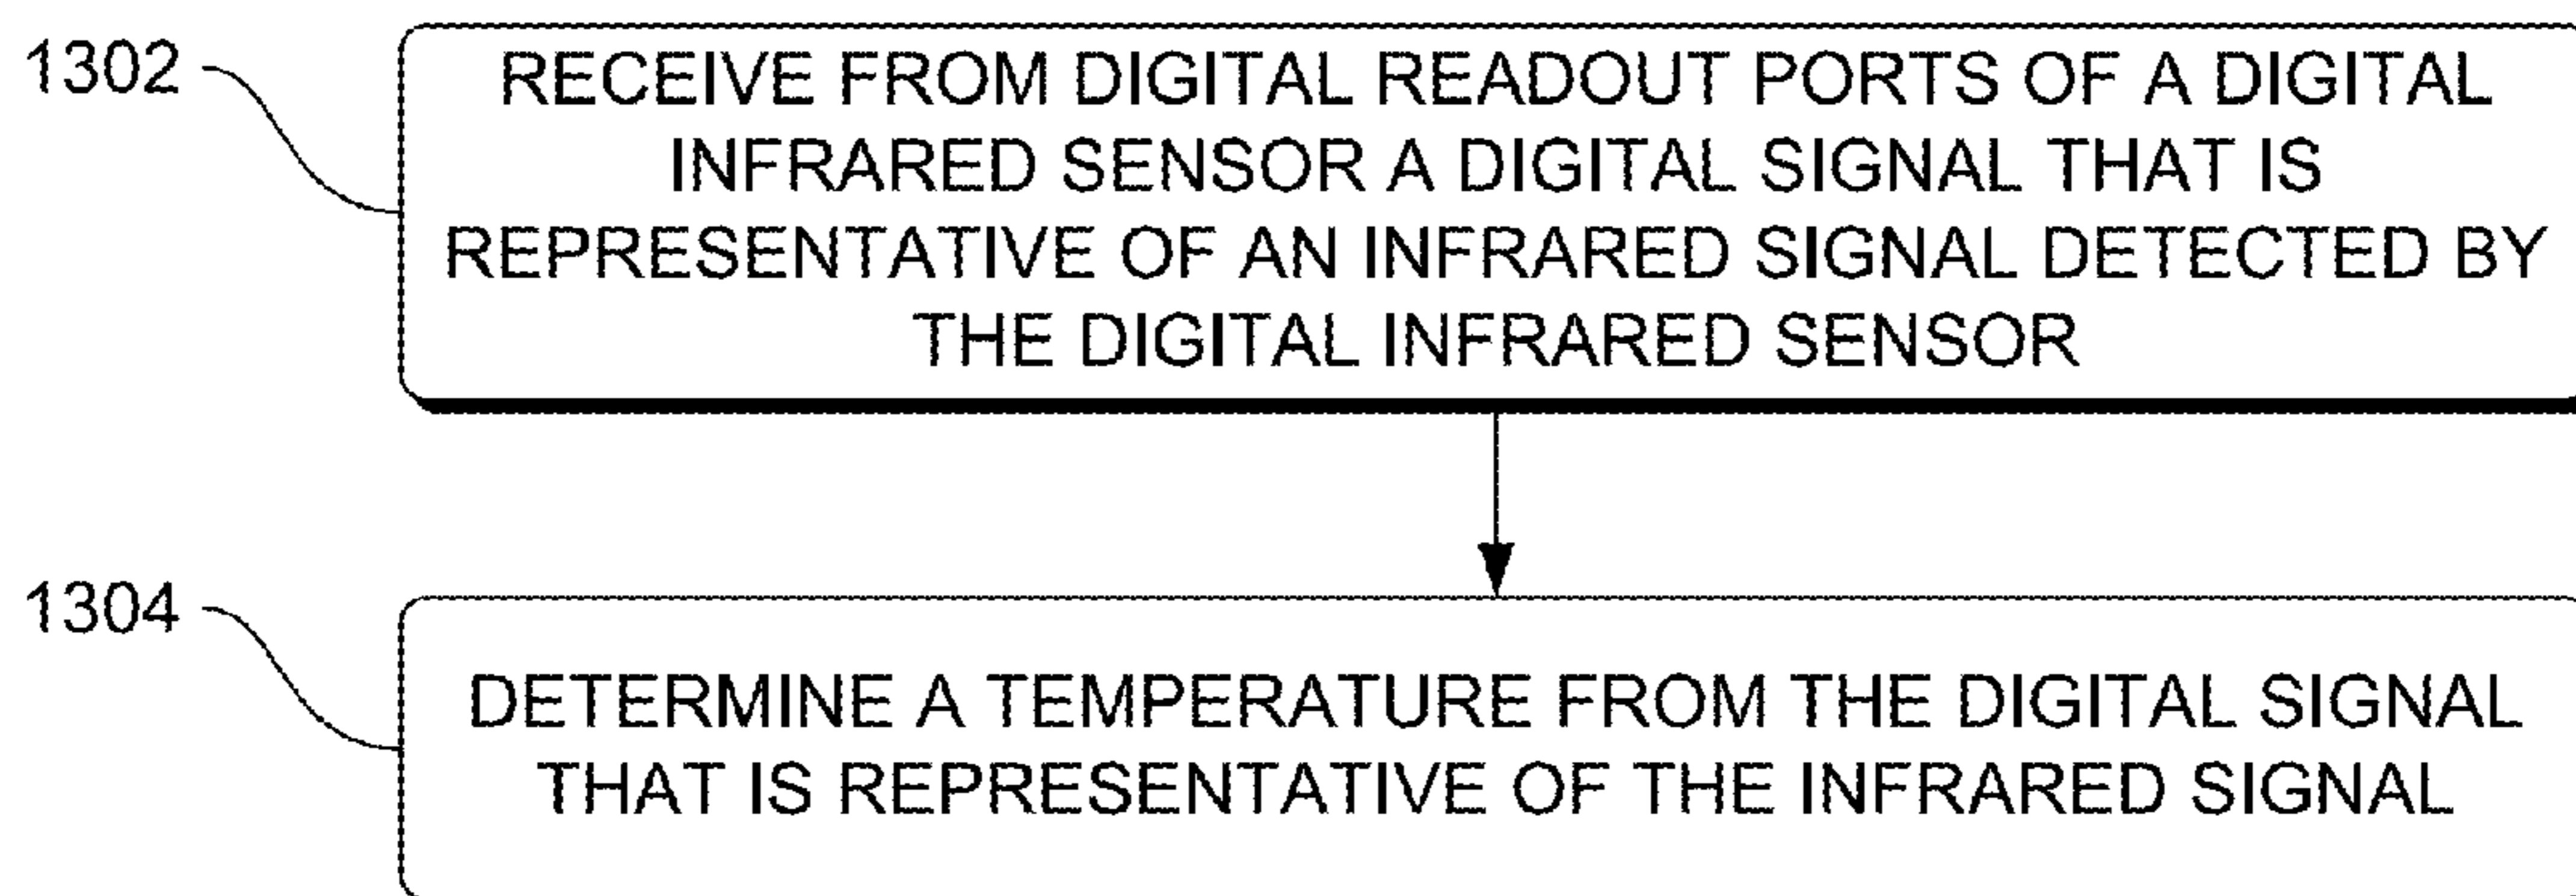 1302
RECEIVE FROM DIGITAL READOUT PORTS OF A DIGITAL
INFRARED SENSOR A DIGITAL SIGNAL THAT IS
REPRESENTATIVE OF AN INFRARED SIGNAL DETECTED BY
THE DIGITAL INFRARED SENSOR
1304
DETERMINE A TEMPERATURE FROM THE DIGITAL SIGNAL
THAT IS REPRESENTATIVE OF THE INFRARED SIGNAL